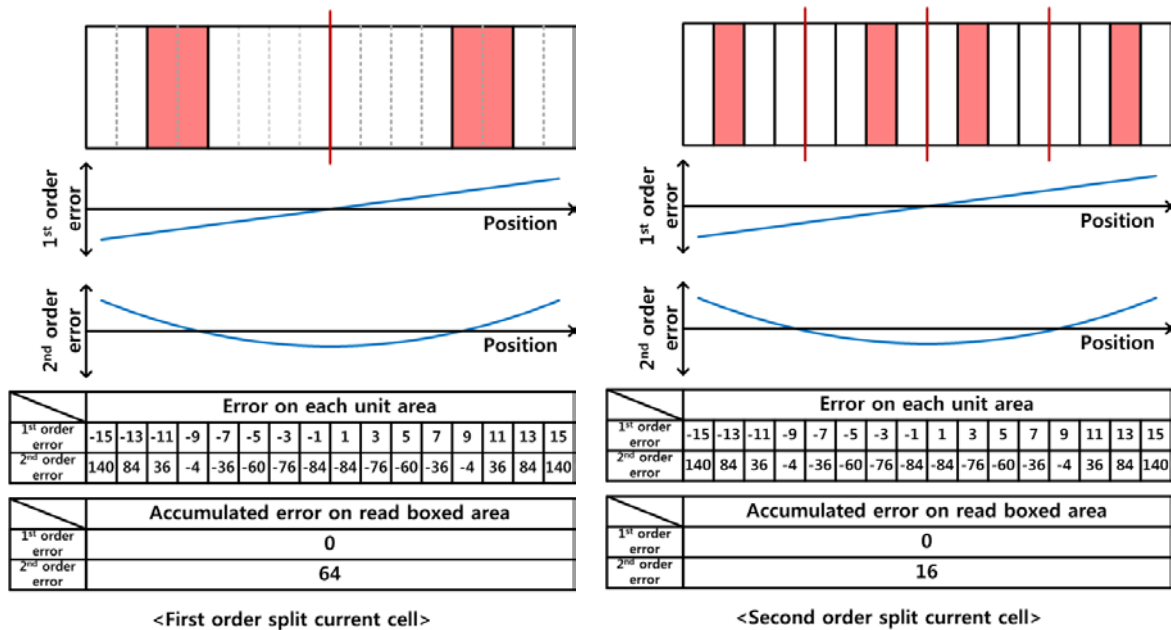 1st order
error
Position
2nd order
error
Position
Error on each unit area
1st order
error
-15 -13 -11 -9 -7 -5 -3 -1 1 3 5 7 9 11 13 15
2nd order
error
140 84 36 -4 -36 -60 -76 -84 -84 -76 -60 -36 -4 36 84 140
Accumulated error on read boxed area
1st order
error
0
2nd order
error
64
<First order split current cell>
1st order
error
Position
2nd order
error
Position
Error on each unit area
1st order
error
-15 -13 -11 -9 -7 -5 -3 -1 1 3 5 7 9 11 13 15
2nd order
error
140 84 36 -4 -36 -60 -76 -84 -84 -76 -60 -36 -4 36 84 140
Accumulated error on read boxed area
1st order
error
0
2nd order
error
16
<Second order split current cell>